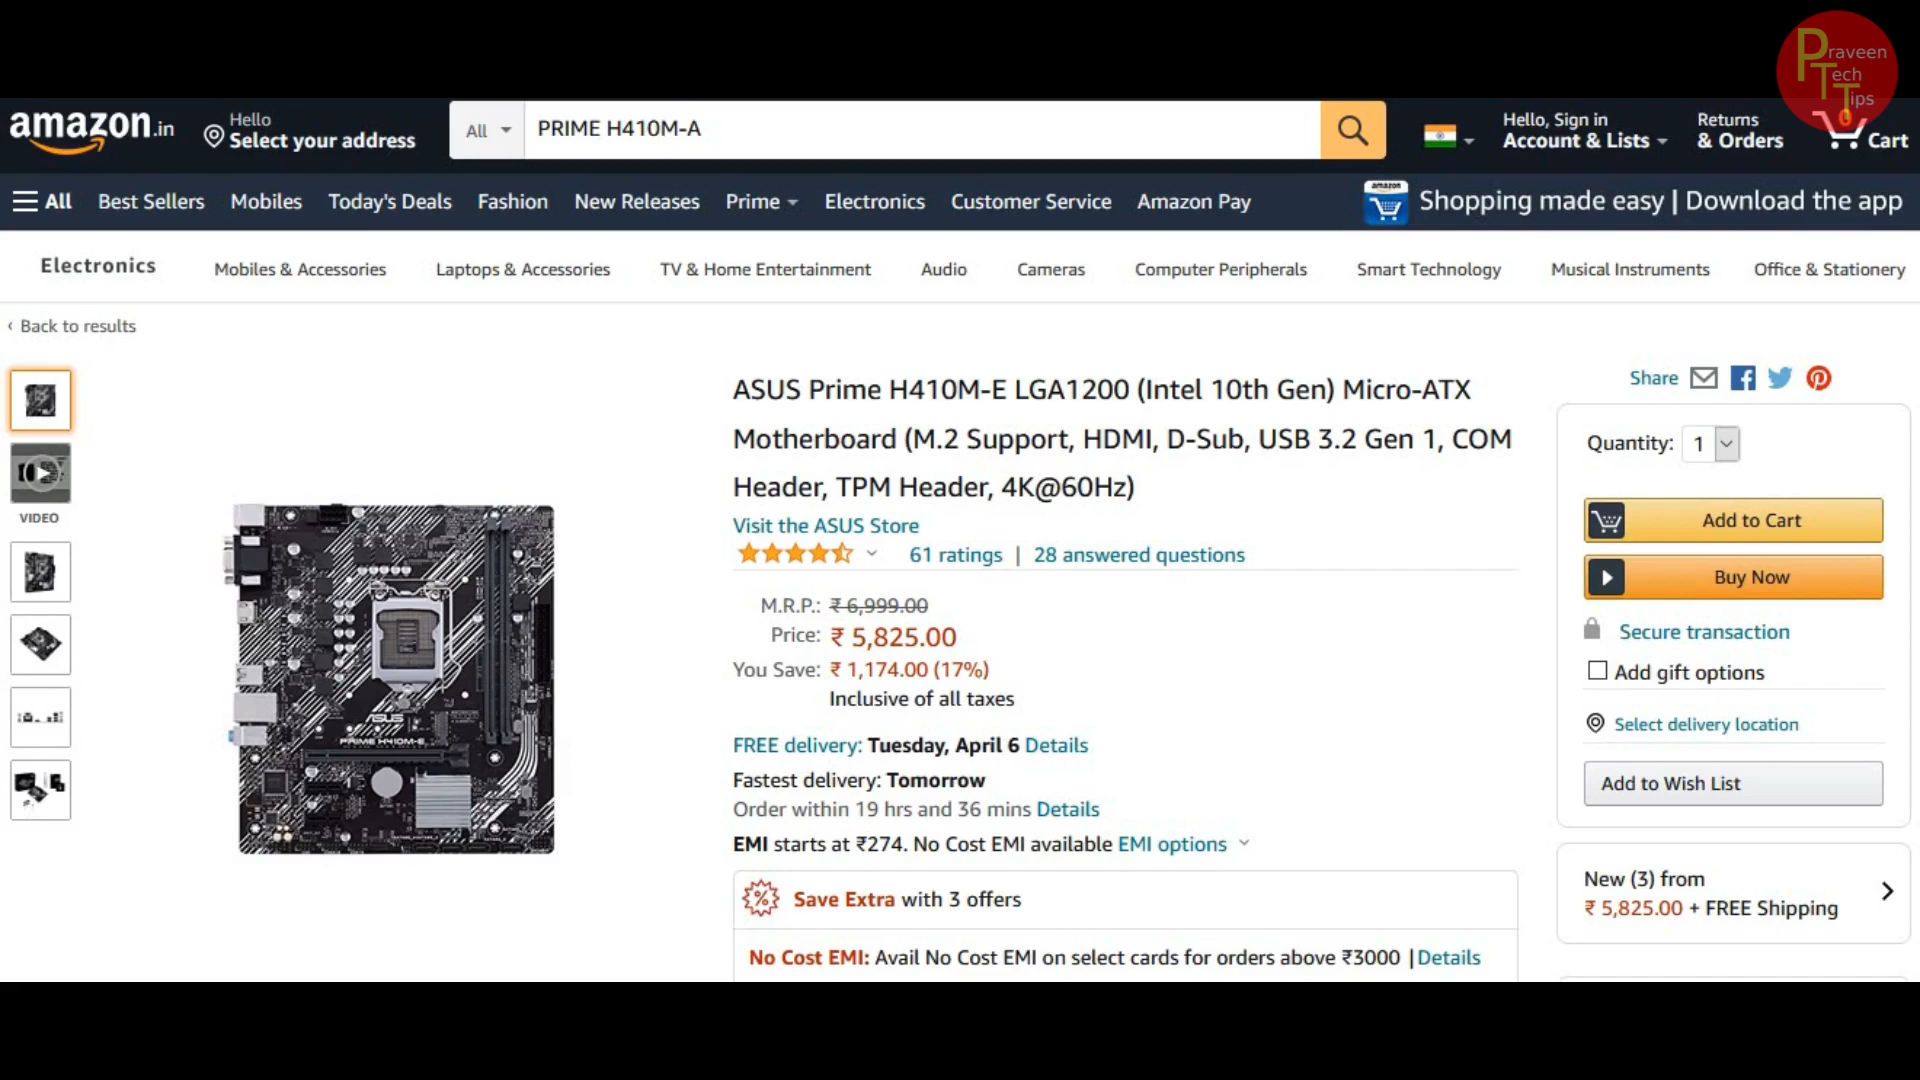 Praveen
Tech
Tips
amazon.in
Hello
Select your address
All
PRIME H410M-A
Hello, Sign in
Account & Lists
Returns
& Orders
0
Cart
All
Best Sellers
Mobiles
Today's Deals
Fashion
New Releases
Prime
Electronics
Customer Service
Amazon Pay
amazon
Shopping made easy | Download the app
Electronics
Mobiles & Accessories
Laptops & Accessories
TV & Home Entertainment
Audio
Cameras
Computer Peripherals
Smart Technology
Musical Instruments
Office & Stationery
‹ Back to results
VIDEO
ASUS
PRIME H410M-E
ASUS Prime H410M-E LGA1200 (Intel 10th Gen) Micro-ATX
Motherboard (M.2 Support, HDMI, D-Sub, USB 3.2 Gen 1, COM
Header, TPM Header, 4K@60Hz)
Visit the ASUS Store
61 ratings | 28 answered questions
M.R.P.: ₹ 6,999.00
Price: ₹ 5,825.00
You Save: ₹ 1,174.00 (17%)
Inclusive of all taxes
FREE delivery: Tuesday, April 6 Details
Fastest delivery: Tomorrow
Order within 19 hrs and 36 mins Details
EMI starts at ₹274. No Cost EMI available EMI options
% Save Extra with 3 offers
No Cost EMI: Avail No Cost EMI on select cards for orders above ₹3000 | Details
Share
Quantity: 1
Add to Cart
Buy Now
Secure transaction
Add gift options
Select delivery location
Add to Wish List
New (3) from
₹ 5,825.00 + FREE Shipping